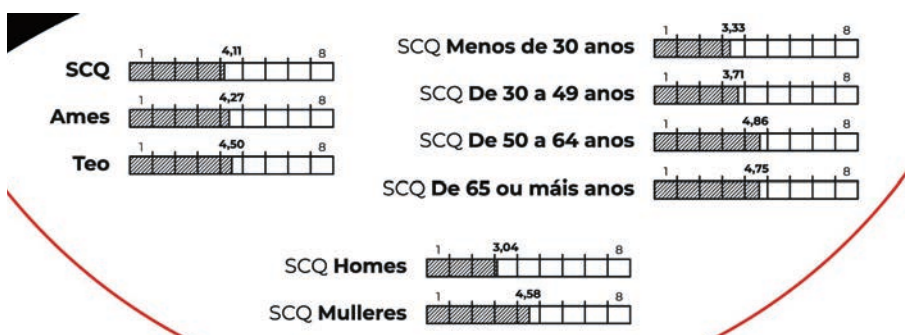 1 4,11 8
SCQ
1 4,27 8
Ames
1 4,50 8
Teo
1 3,33 8
SCQ Menos de 30 anos
1 3,71 8
SCQ De 30 a 49 anos
1 4,86 8
SCQ De 50 a 64 anos
1 4,75 8
SCQ De 65 ou máis anos
1 3,04 8
SCQ Homes
1 4,58 8
SCQ Mulleres